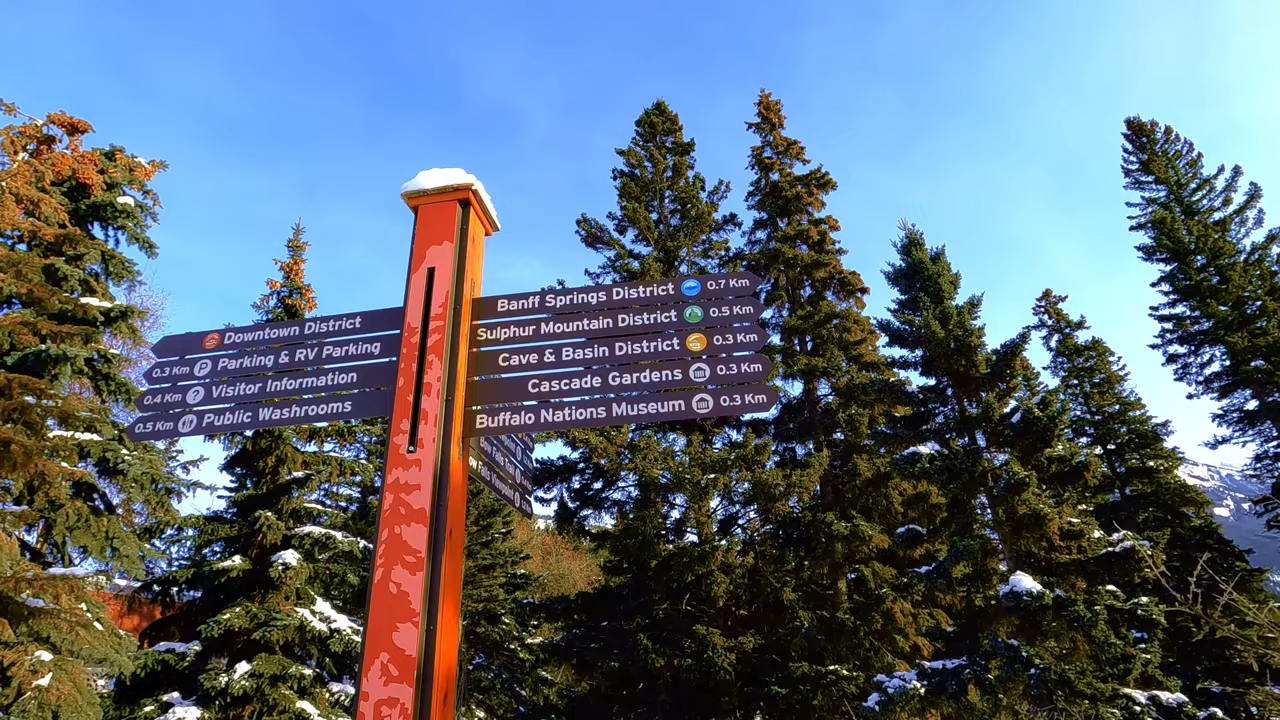 Downtown District
0.3 Km P Parking & RV Parking
0.4 Km ? Visitor Information
0.5 Km Public Washrooms
Banff Springs District 0.7 Km
Sulphur Mountain District 0.5 Km
Cave & Basin District 0.3 Km
Cascade Gardens 0.3 Km
Buffalo Nations Museum 0.3 Km